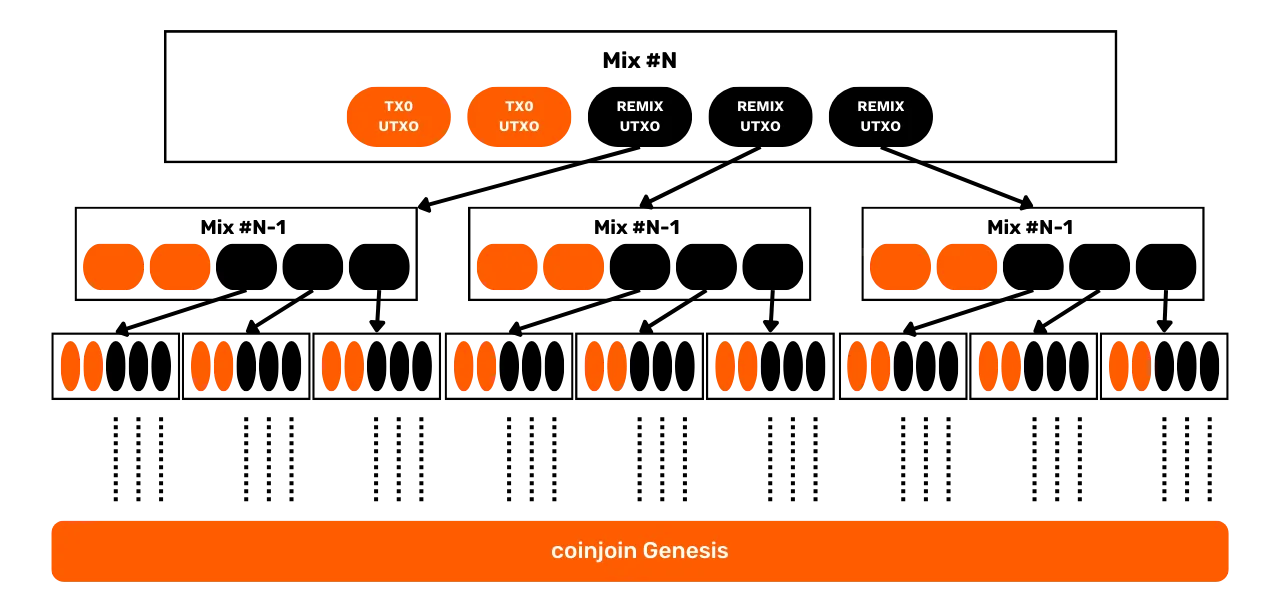 Mix #N
TX0
UTXO
TX0
UTXO
REMIX
UTXO
REMIX
UTXO
REMIX
UTXO
Mix #N-1
Mix #N-1
Mix #N-1
coinjoin Genesis